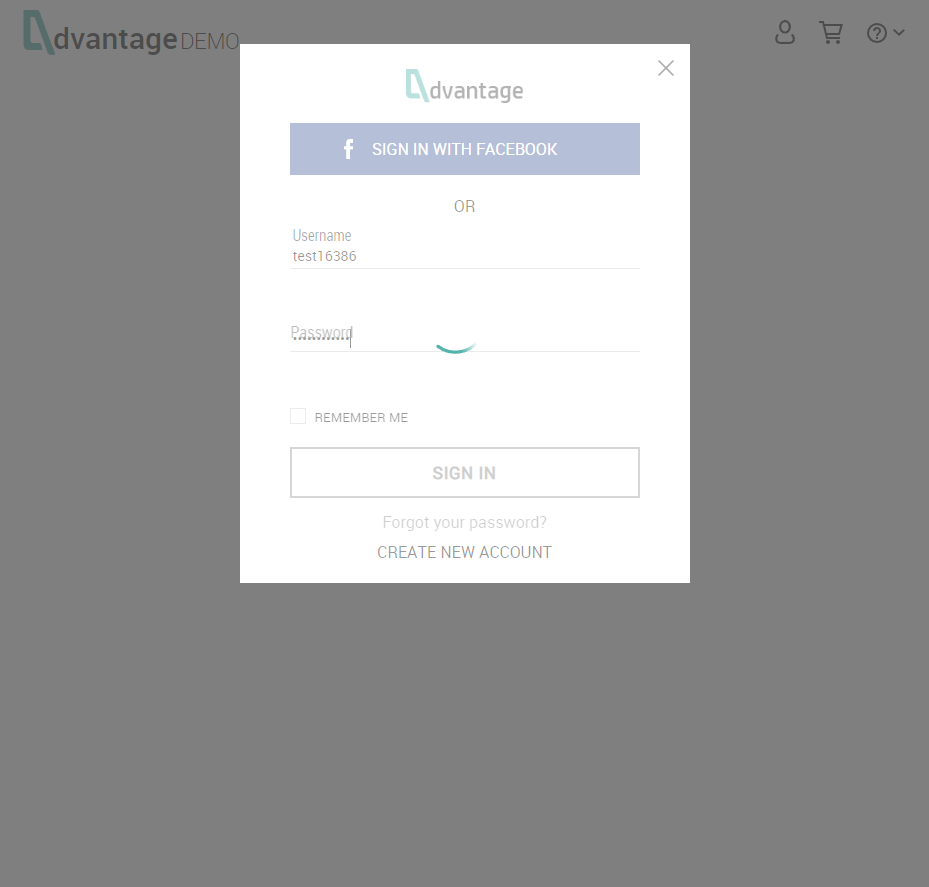 dvantage DEMO
dvantage
SIGN IN WITH FACEBOOK
OR
Username
test16386
Password
REMEMBER ME
SIGN IN
Forgot your password?
CREATE NEW ACCOUNT